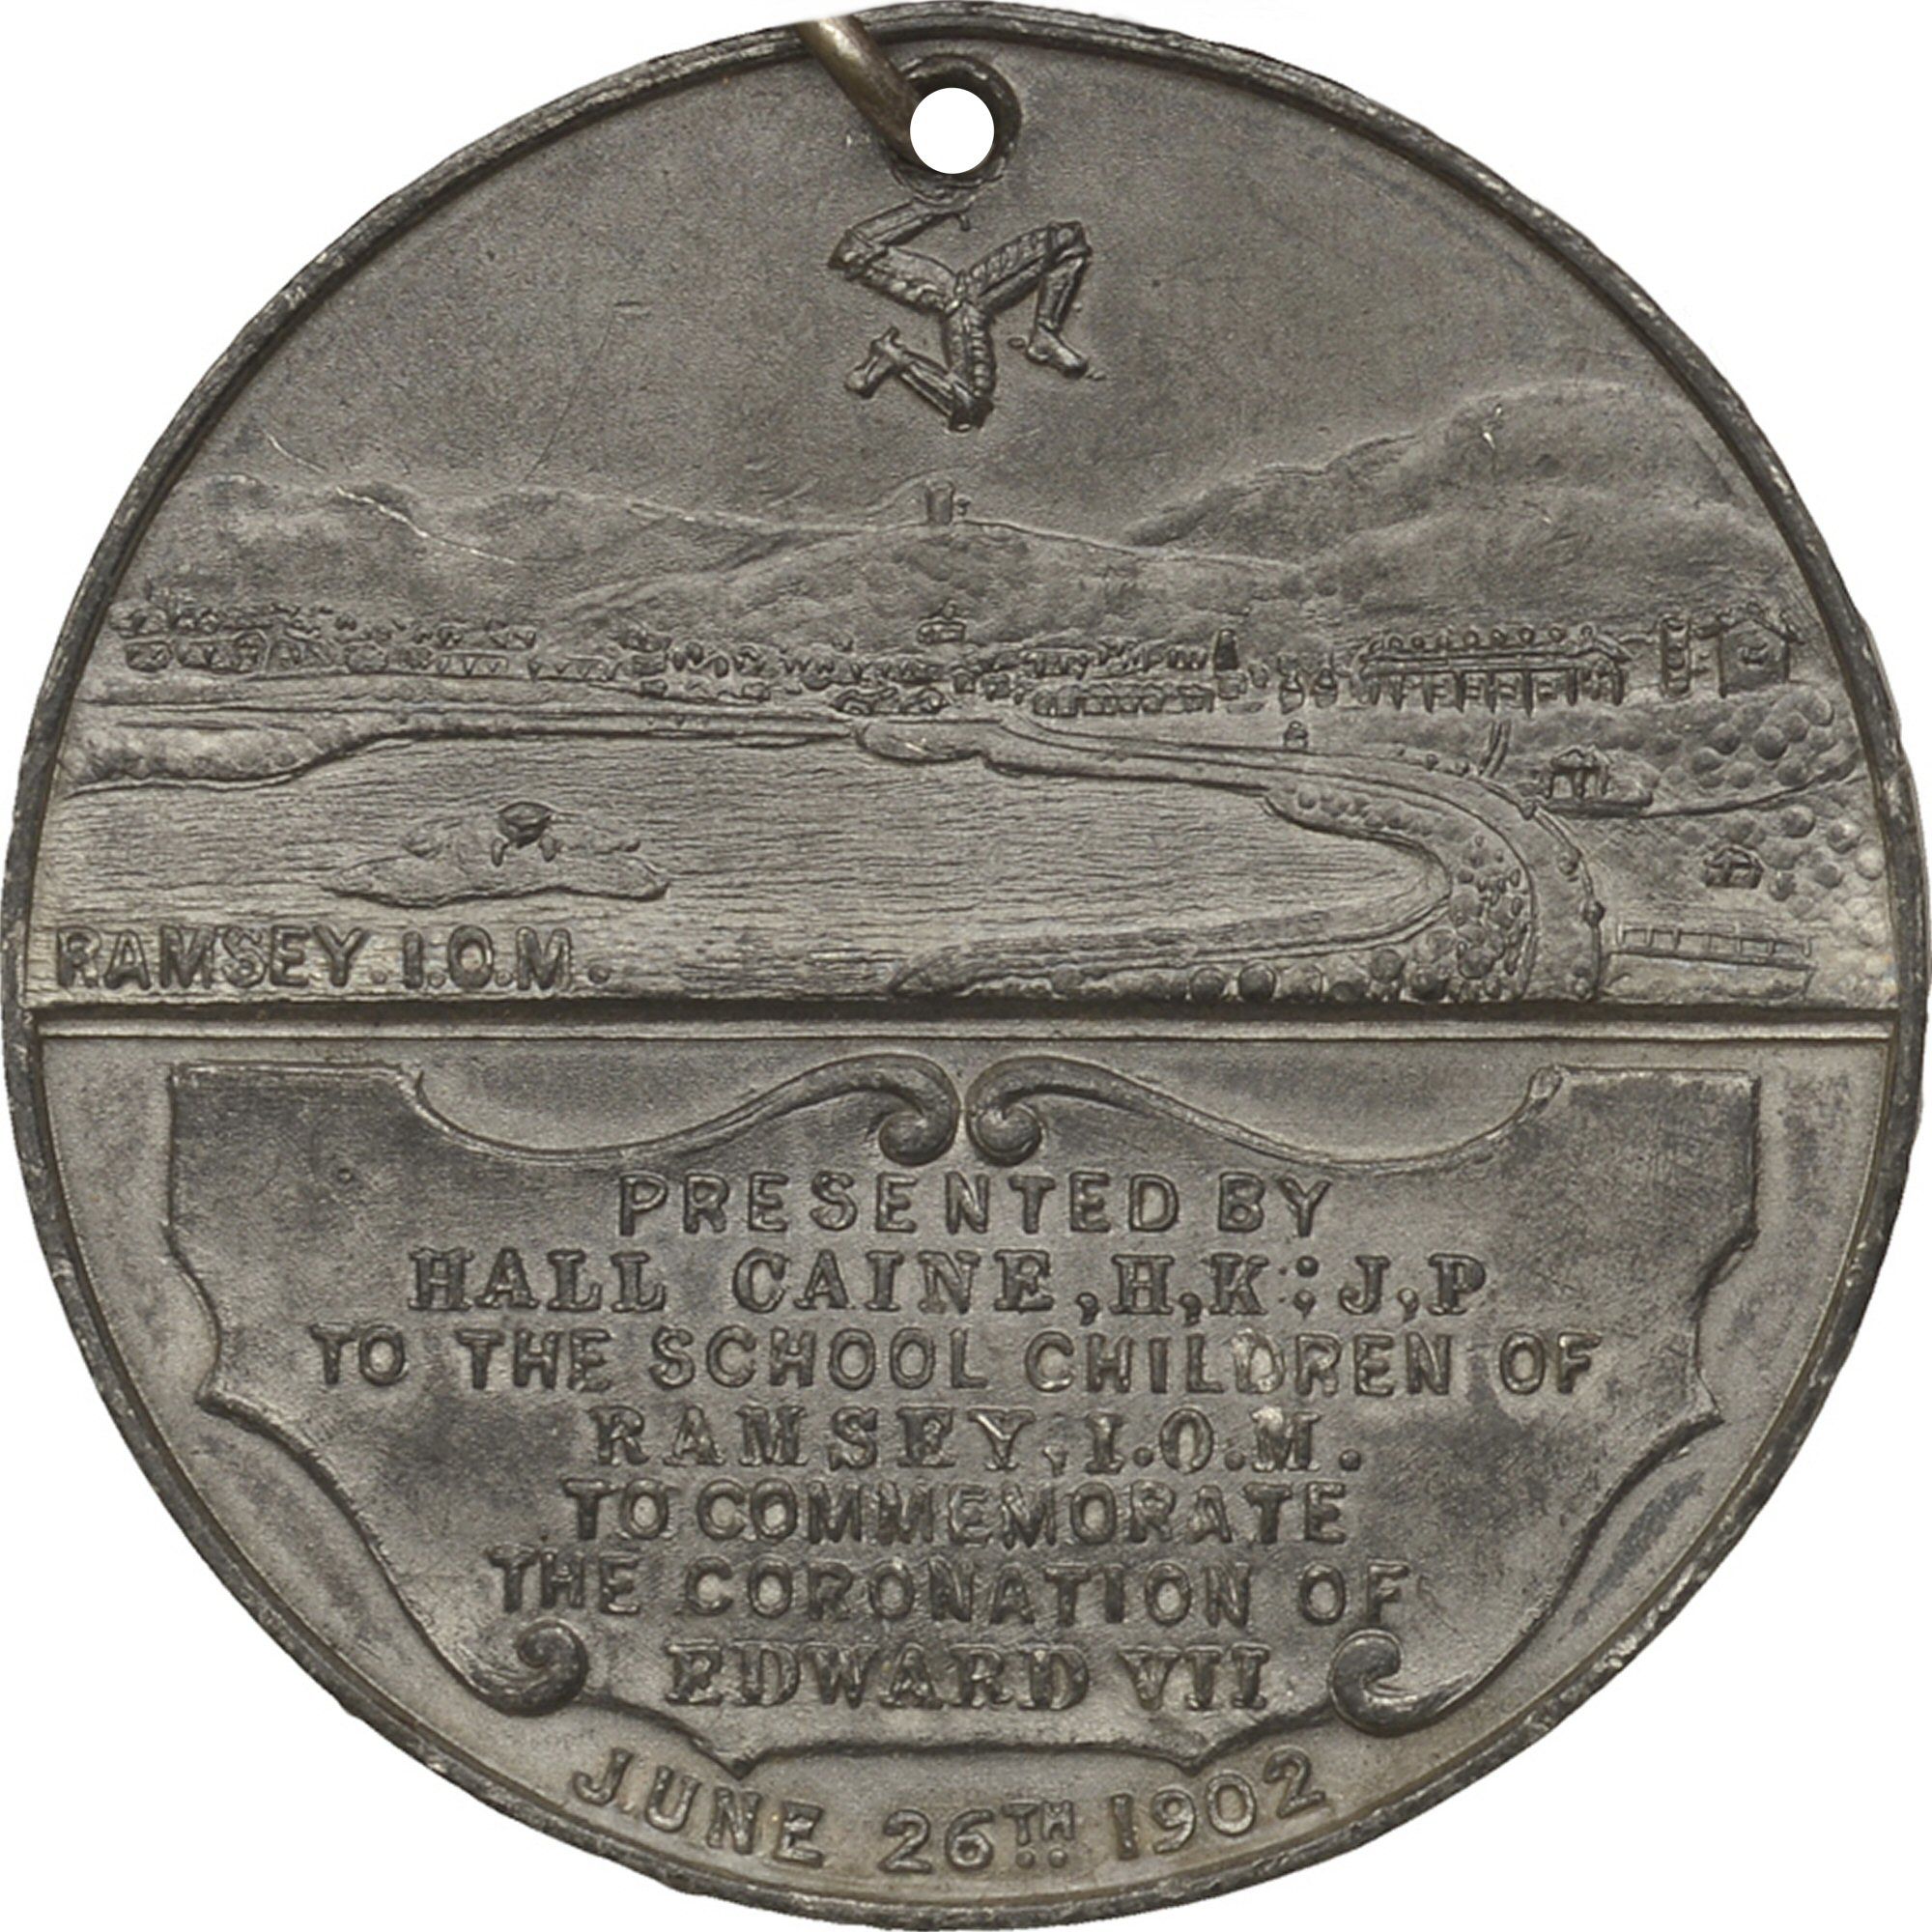 RAMSEY. I.O.M.
PRESENTED BY
HALL CAINE, H,K: J,P
TO THE SCHOOL CHILDREN OF
RAMSEY, I.O.M.
TO COMMEMORATE
THE CORONATION OF
EDWARD VII
JUNE 26TH 1902